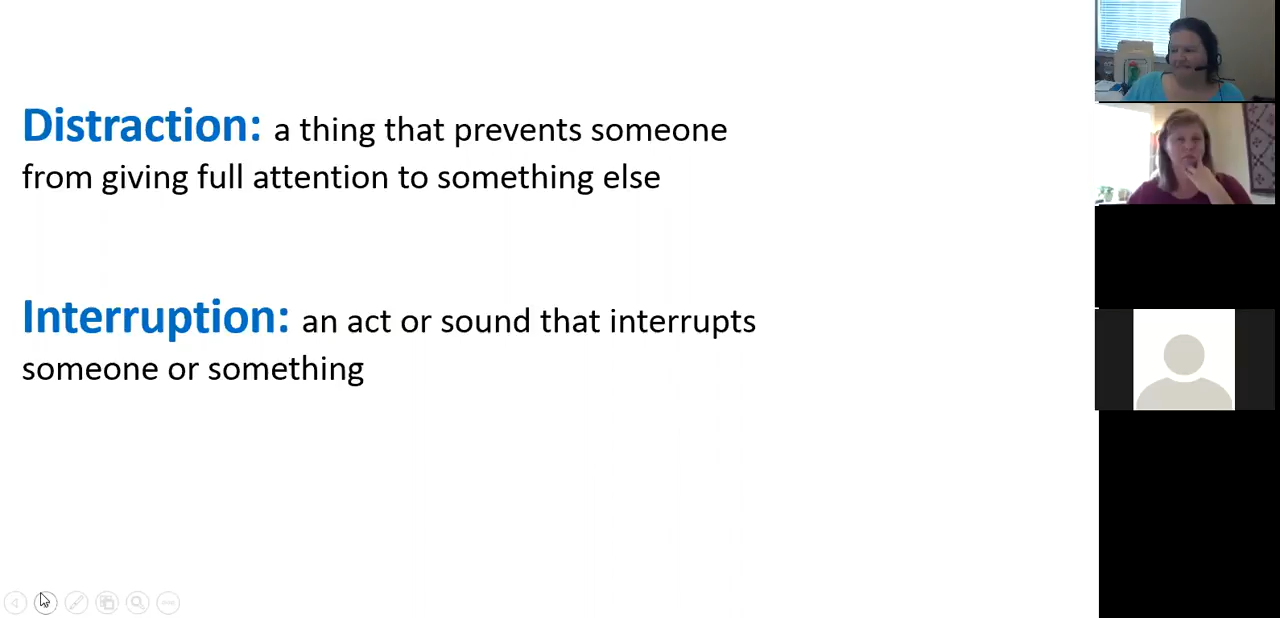 Distraction: a thing that prevents someone
from giving full attention to something else
Interruption: an act or sound that interrupts
someone or something